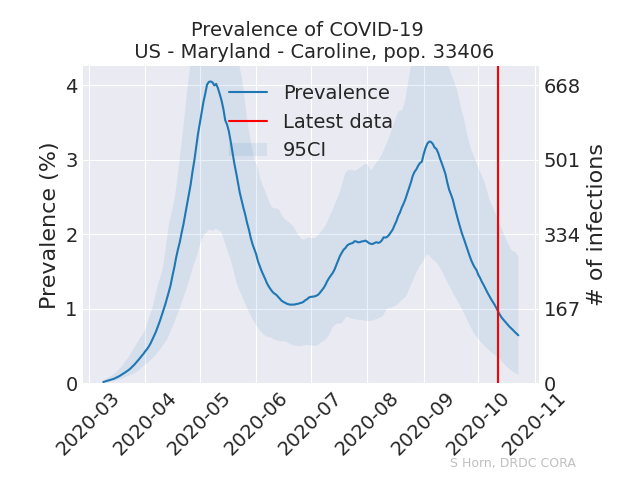 Prevalence of COVID-19
US - Maryland - Caroline, pop. 33406
Prevalence
Latest data
95CI
Prevalence (%)
4
3
2
1
0
668
501
334
167
0
# of infections
2020-03
2020-04
2020-05
2020-06
2020-07
2020-08
2020-09
2020-10
2020-11
S Horn, DRDC CORA